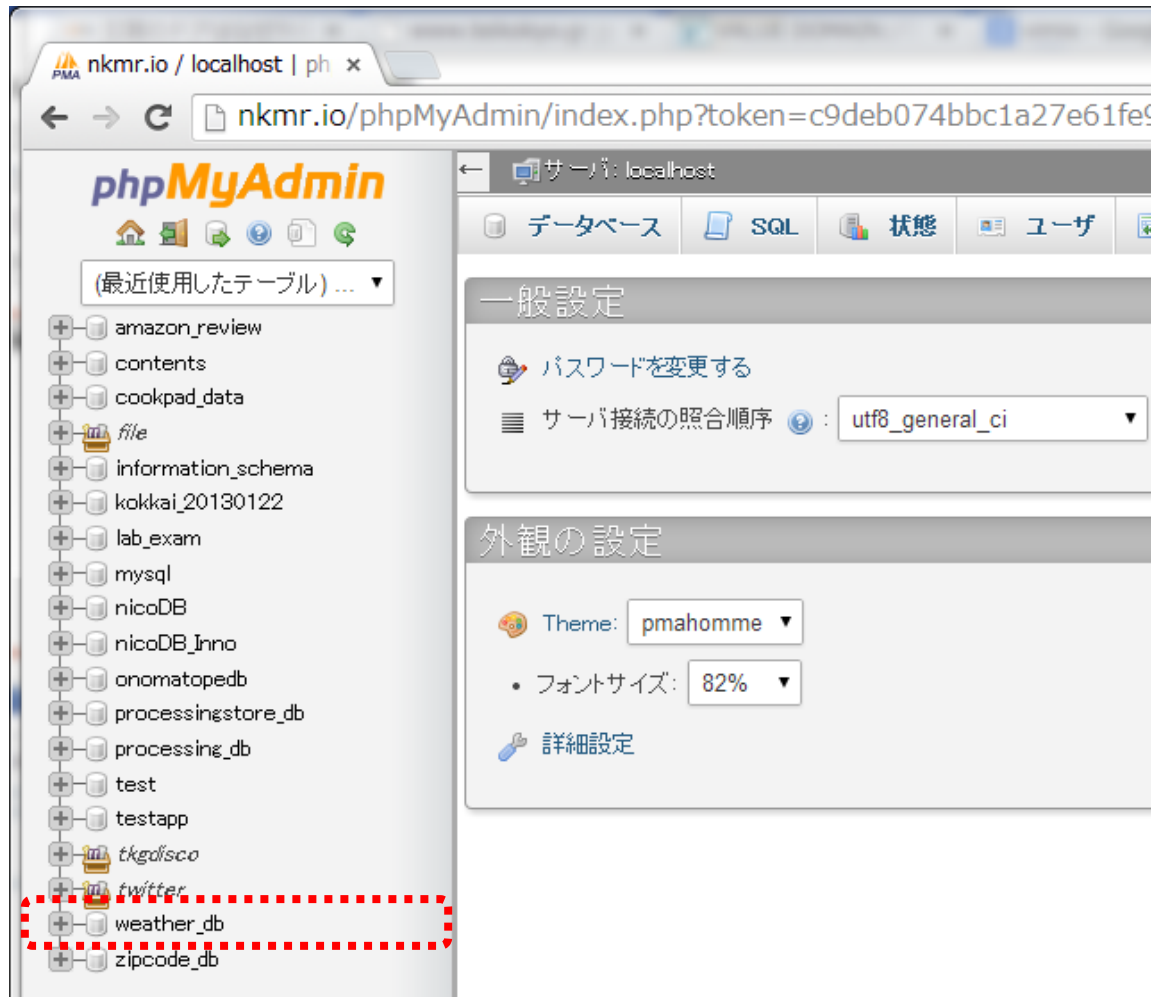 nkmr.io / localhost | ph
nkmr.io/phpMyAdmin/index.php?token=c9deb074bbc1a27e61fe9
phpMyAdmin
(最近使用したテーブル) ...
amazon_review
contents
cookpad_data
file
information_schema
kokkai_20130122
lab_exam
mysql
nicoDB
nicoDB_Inno
onomatopedb
processingstore_db
processing_db
test
testapp
tkgdisco
twitter
weather_db
zipcode_db
サーバ: localhost
データベース SQL 状態 ユーザ
一般設定
パスワードを変更する
サーバ接続の照合順序 : utf8_general_ci
外観の設定
Theme: pmahomme
フォントサイズ: 82%
詳細設定